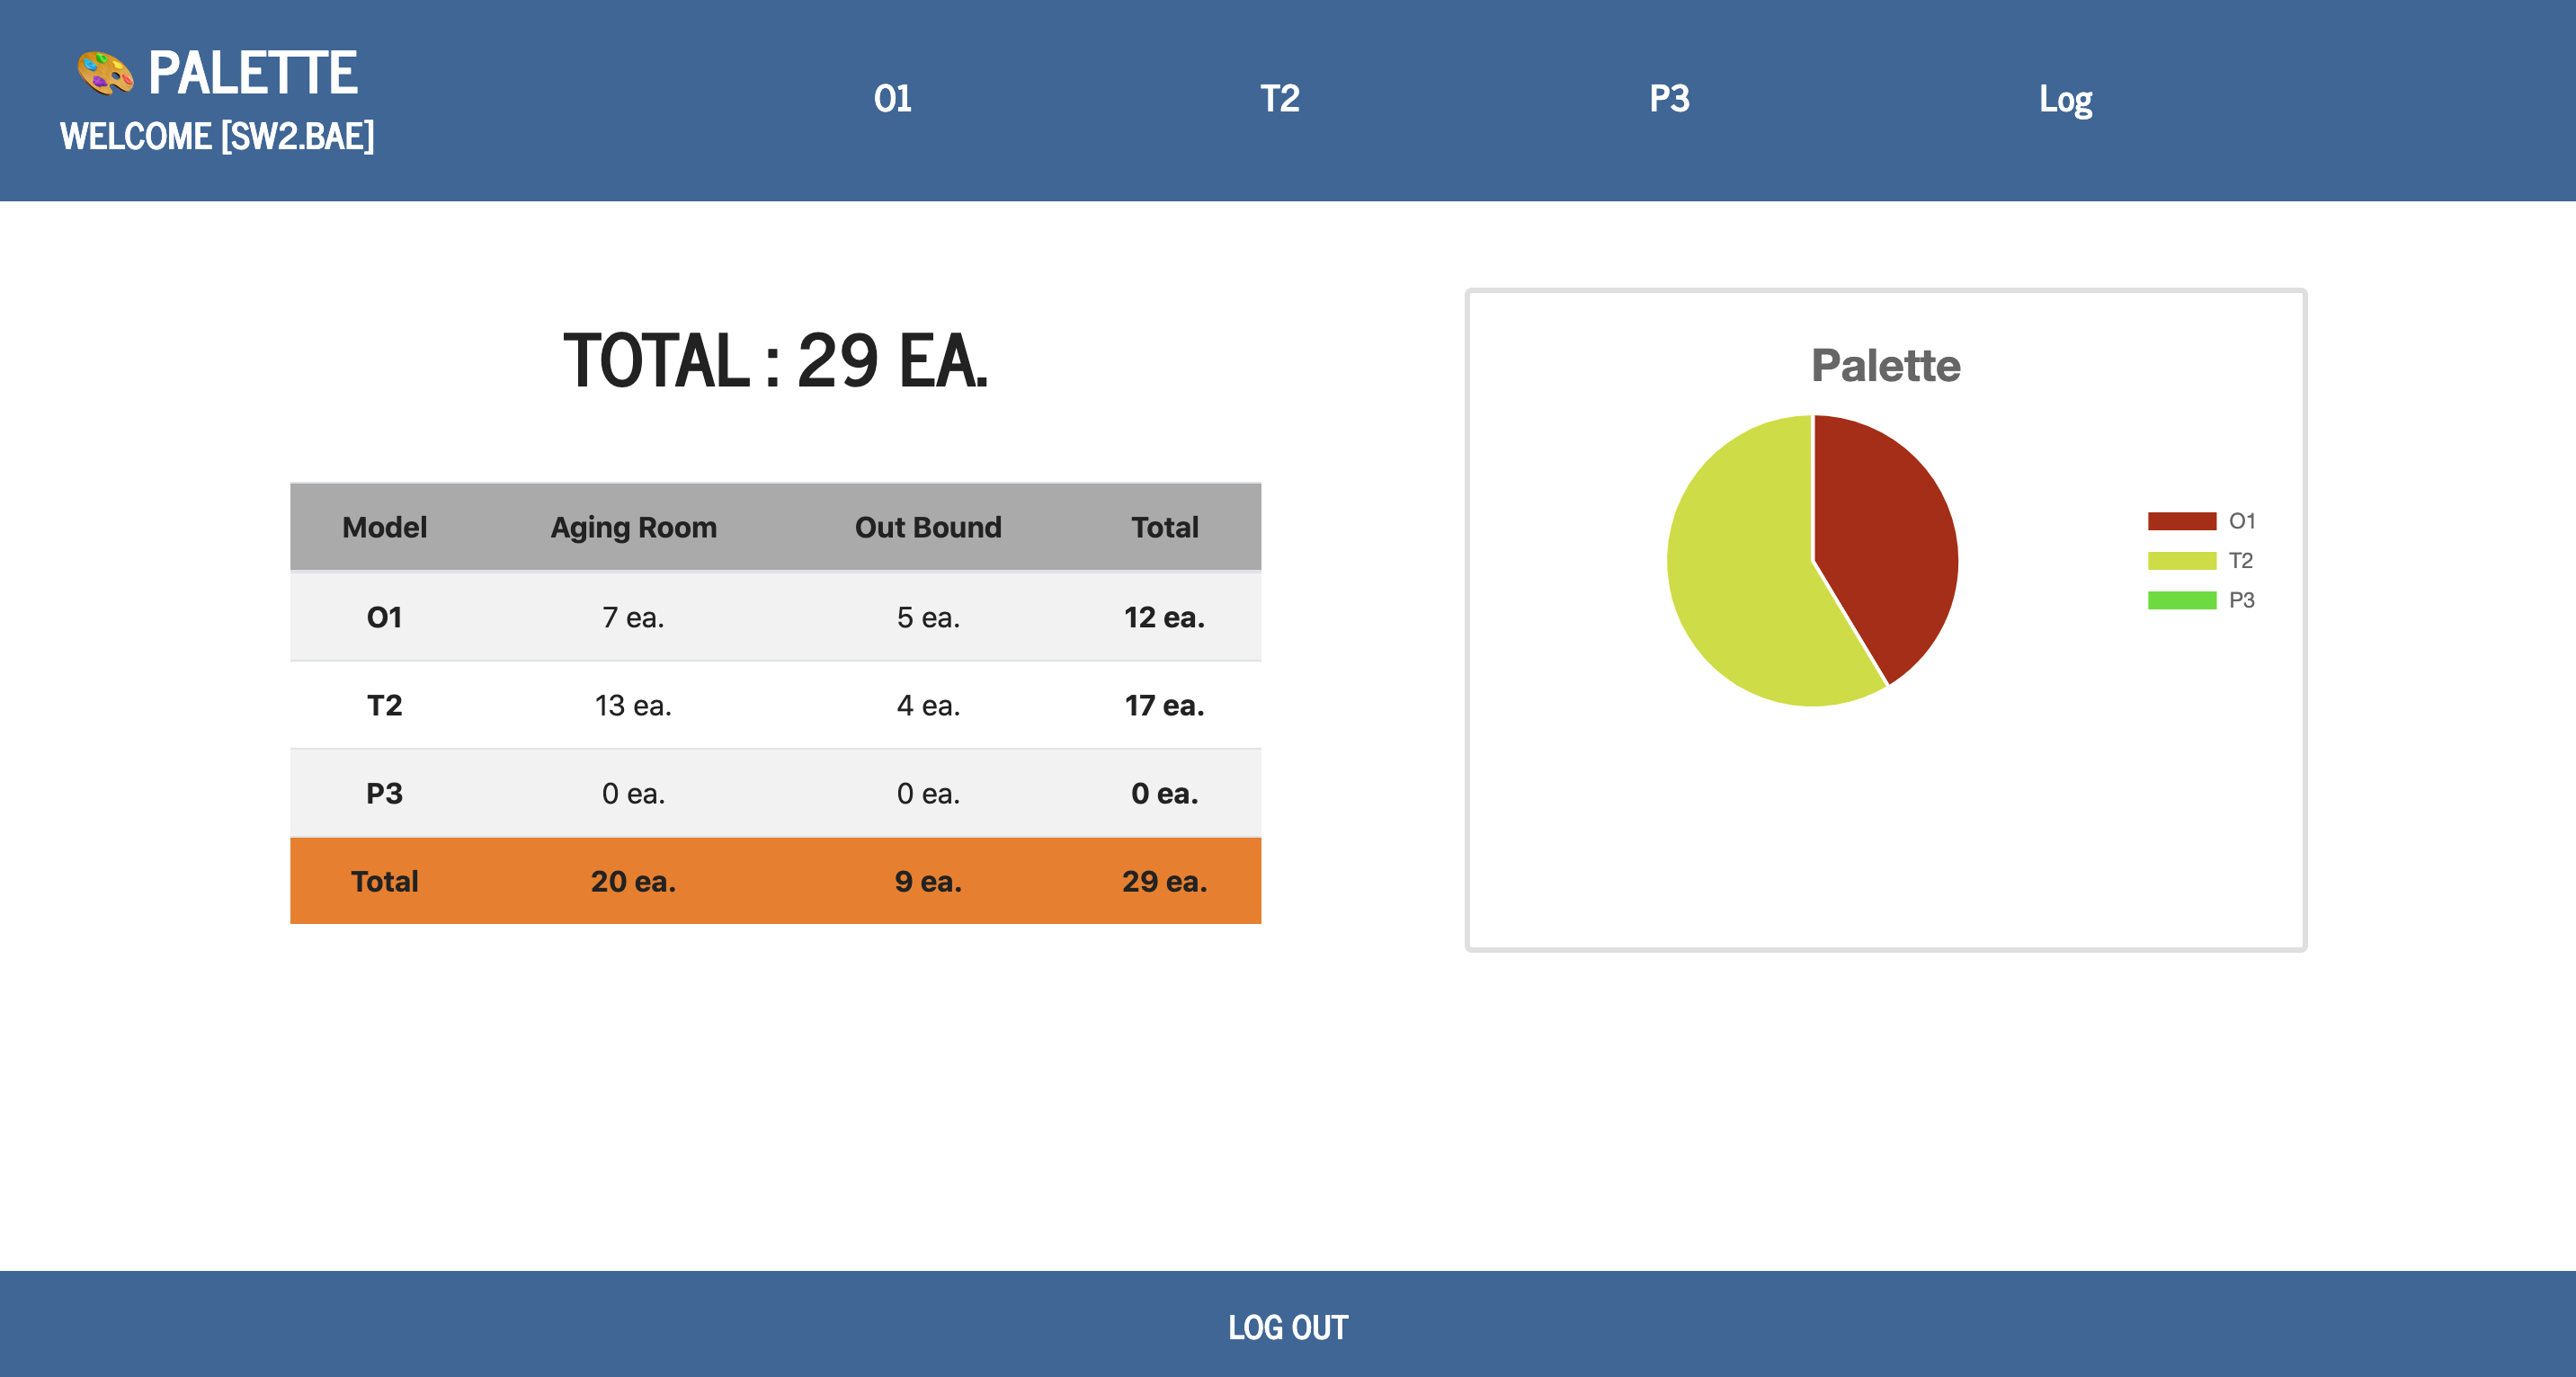 PALETTE
WELCOME [SW2.BAE]
O1 T2 P3 Log
TOTAL : 29 EA.
Model Aging Room Out Bound Total
O1 7 ea. 5 ea. 12 ea.
T2 13 ea. 4 ea. 17 ea.
P3 0 ea. 0 ea. 0 ea.
Total 20 ea. 9 ea. 29 ea.
Palette
O1
T2
P3
LOG OUT